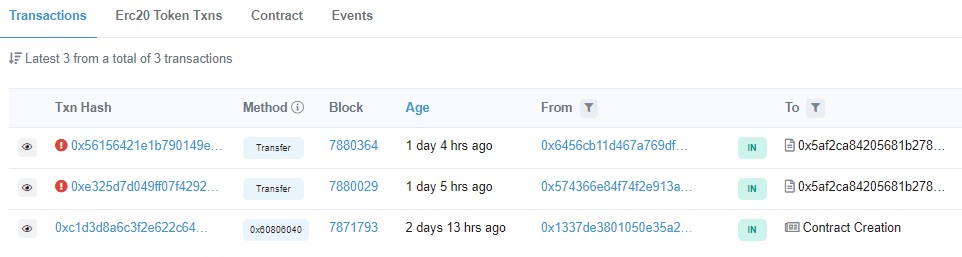 Transactions Erc20 Token Txns Contract Events
Latest 3 from a total of 3 transactions
Txn Hash Method Block Age From To
0x56156421e1b790149e... Transfer 7880364 1 day 4 hrs ago 0x6456cb11d467a769df... IN 0x5af2ca84205681b278...
0xe325d7d049ff07f4292... Transfer 7880029 1 day 5 hrs ago 0x574366e84f74f2e913a... IN 0x5af2ca84205681b278...
0xc1d3d8a6c3f2e622c64... 0x60806040 7871793 2 days 13 hrs ago 0x1337de3801050e35a2... IN Contract Creation